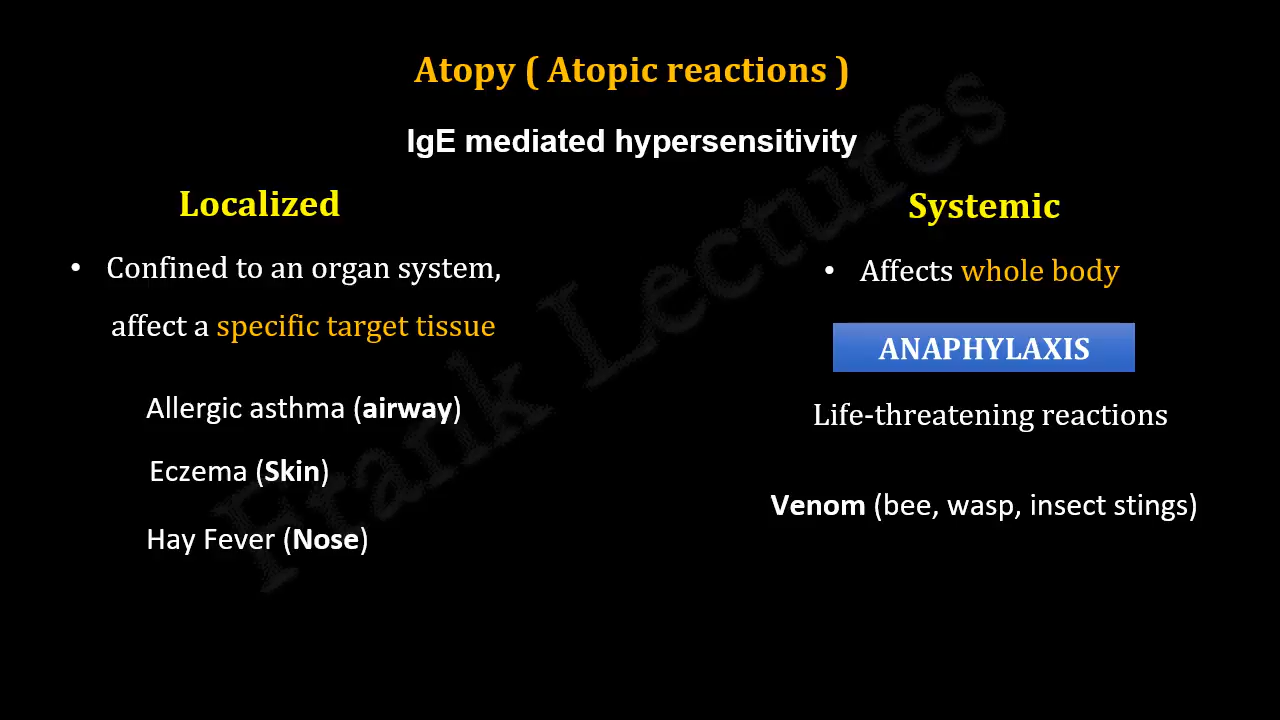 Atopy ( Atopic reactions )
IgE mediated hypersensitivity
Localized
• Confined to an organ system,
affect a specific target tissue
Allergic asthma (airway)
Eczema (Skin)
Hay Fever (Nose)
Systemic
• Affects whole body
ANAPHYLAXIS
Life-threatening reactions
Venom (bee, wasp, insect stings)
Frank Lectures